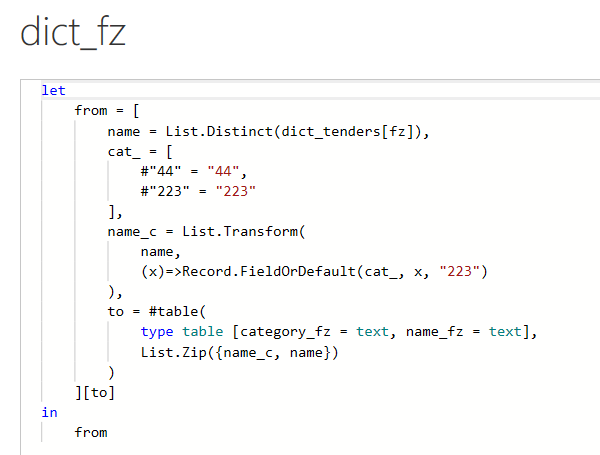 dict_fz
let
from = [
name = List.Distinct(dict_tenders[fz]),
cat_ = [
#"44" = "44",
#"223" = "223"
],
name_c = List.Transform(
name,
(x)=>Record.FieldOrDefault(cat_, x, "223")
),
to = #table(
type table [category_fz = text, name_fz = text],
List.Zip({name_c, name})
)
][to]
in
from